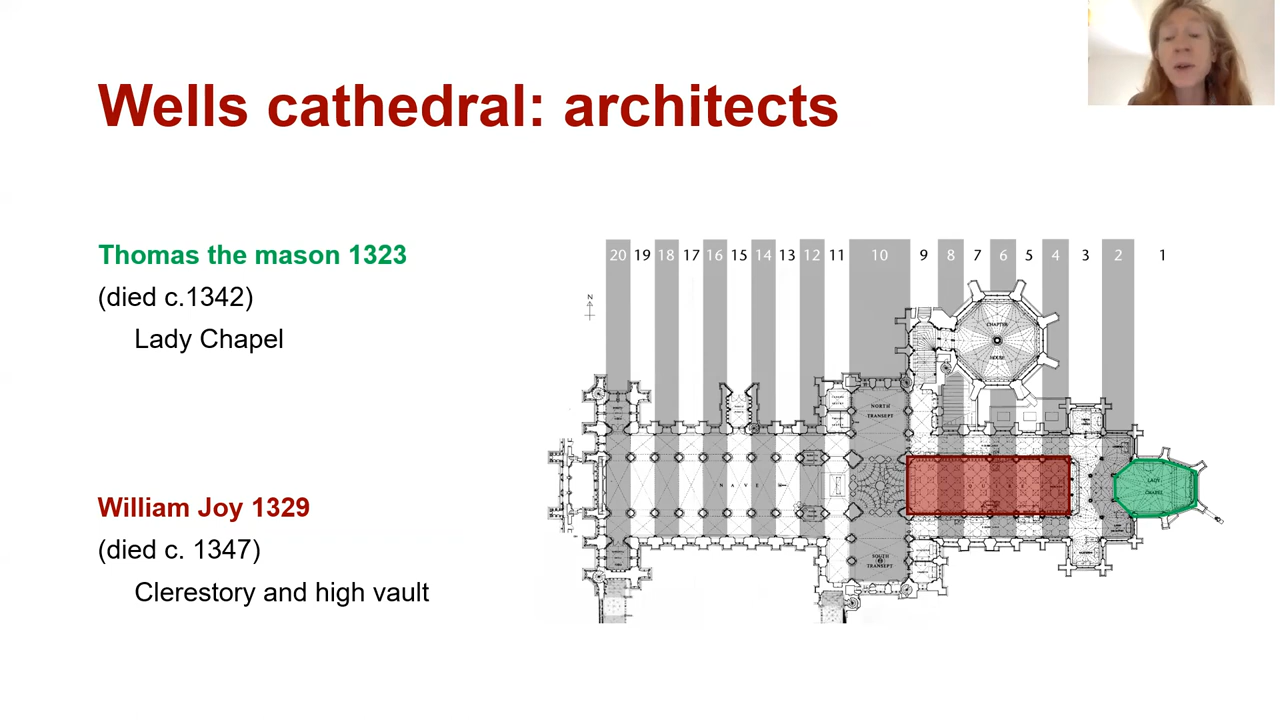 Wells cathedral: architects
Thomas the mason 1323
(died c.1342)
Lady Chapel
William Joy 1329
(died c. 1347)
Clerestory and high vault
20 19 18 17 16 15 14 13 12 11 10 9 8 7 6 5 4 3 2 1
N
CHAPTER
HOUSE
NORTH
TRANSEPT
NAVE
LADY
CHAPEL
SOUTH
TRANSEPT